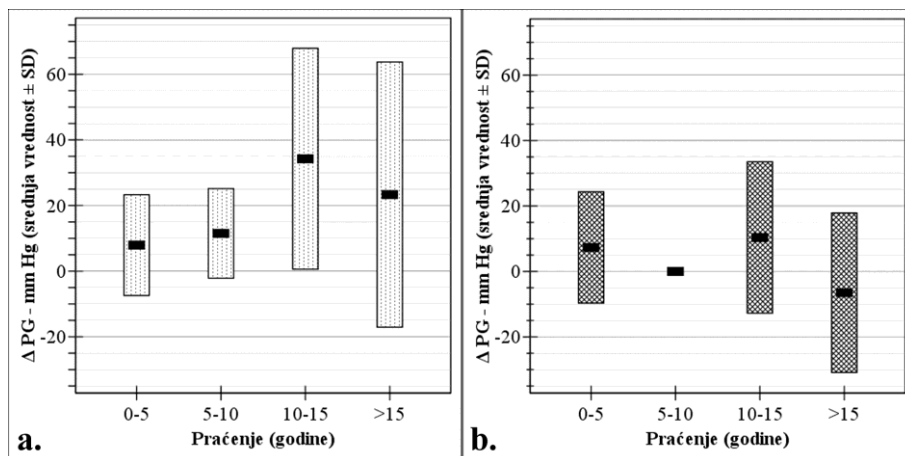 Δ PG - mm Hg (srednja vrednost ± SD)
60
40
20
0
-20
0-5 5-10 10-15 >15
Praćenje (godine)
a.
Δ PG - mm Hg (srednja vrednost ± SD)
60
40
20
0
-20
0-5 5-10 10-15 >15
Praćenje (godine)
b.